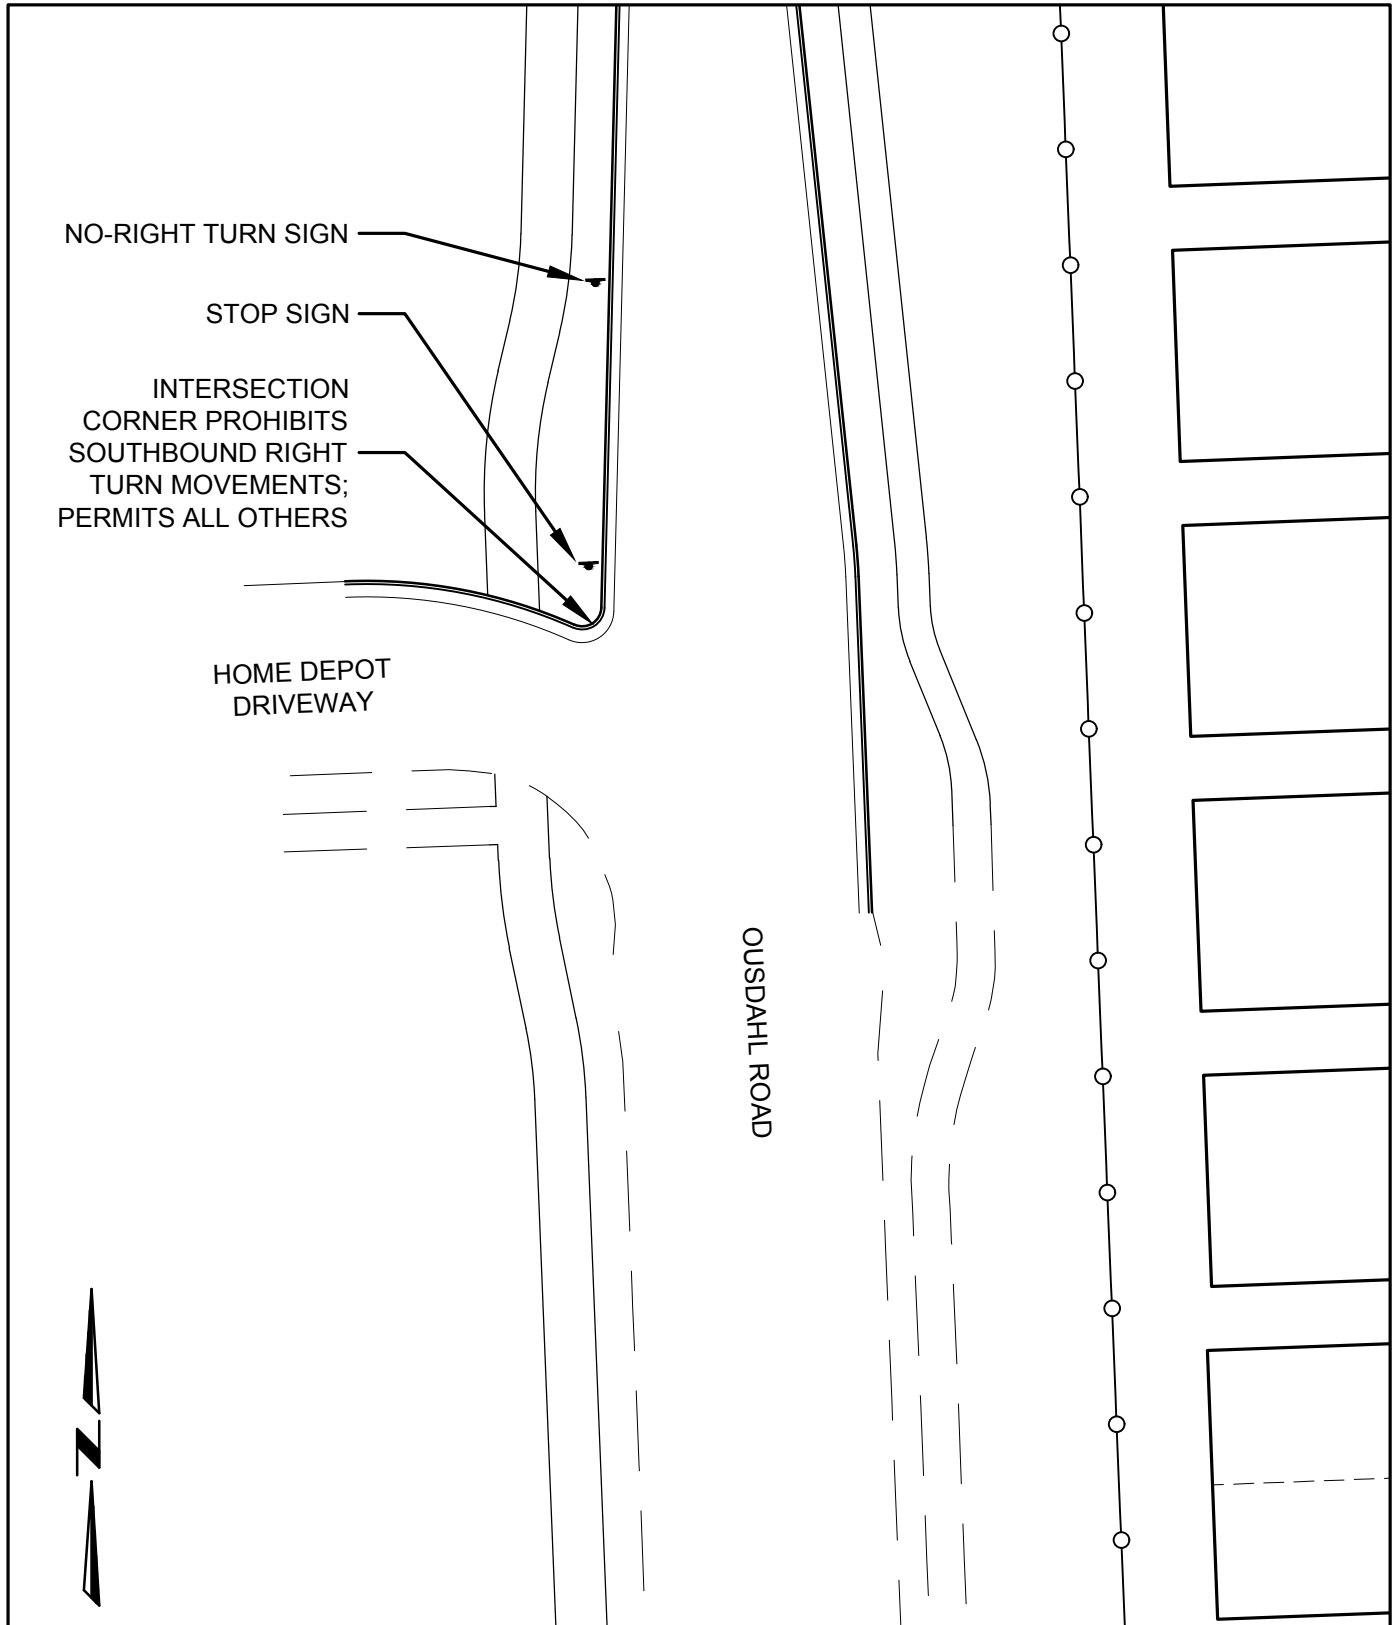 NO-RIGHT TURN SIGN
STOP SIGN
INTERSECTION
CORNER PROHIBITS
SOUTHBOUND RIGHT
TURN MOVEMENTS;
PERMITS ALL OTHERS
HOME DEPOT
DRIVEWAY
OUSDAHL ROAD
N